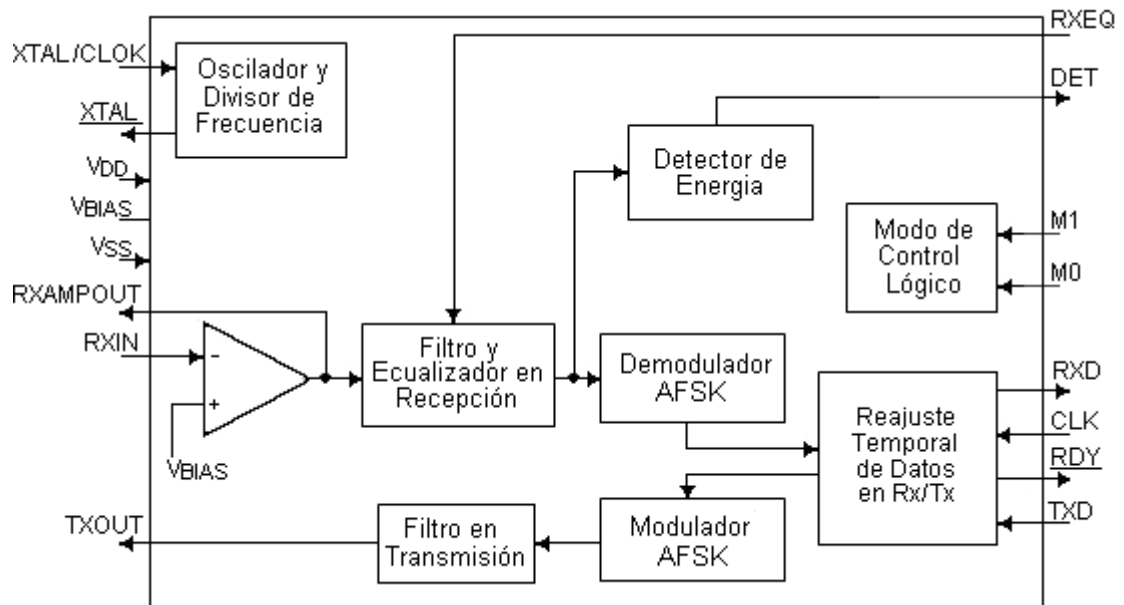 RXEQ
XTAL/CLOK
Oscilador y
Divisor de
Frecuencia
DET
XTAL
Detector de
Energia
VDD
VBIAS
Modo de
Control
Lógico
M1
VSS
M0
RXAMPOUT
RXIN
-
+
VBIAS
Filtro y
Ecualizador en
Recepción
Demodulador
AFSK
Reajuste
Temporal
de Datos
en Rx/Tx
RXD
CLK
RDY
TXD
TXOUT
Filtro en
Transmisión
Modulador
AFSK